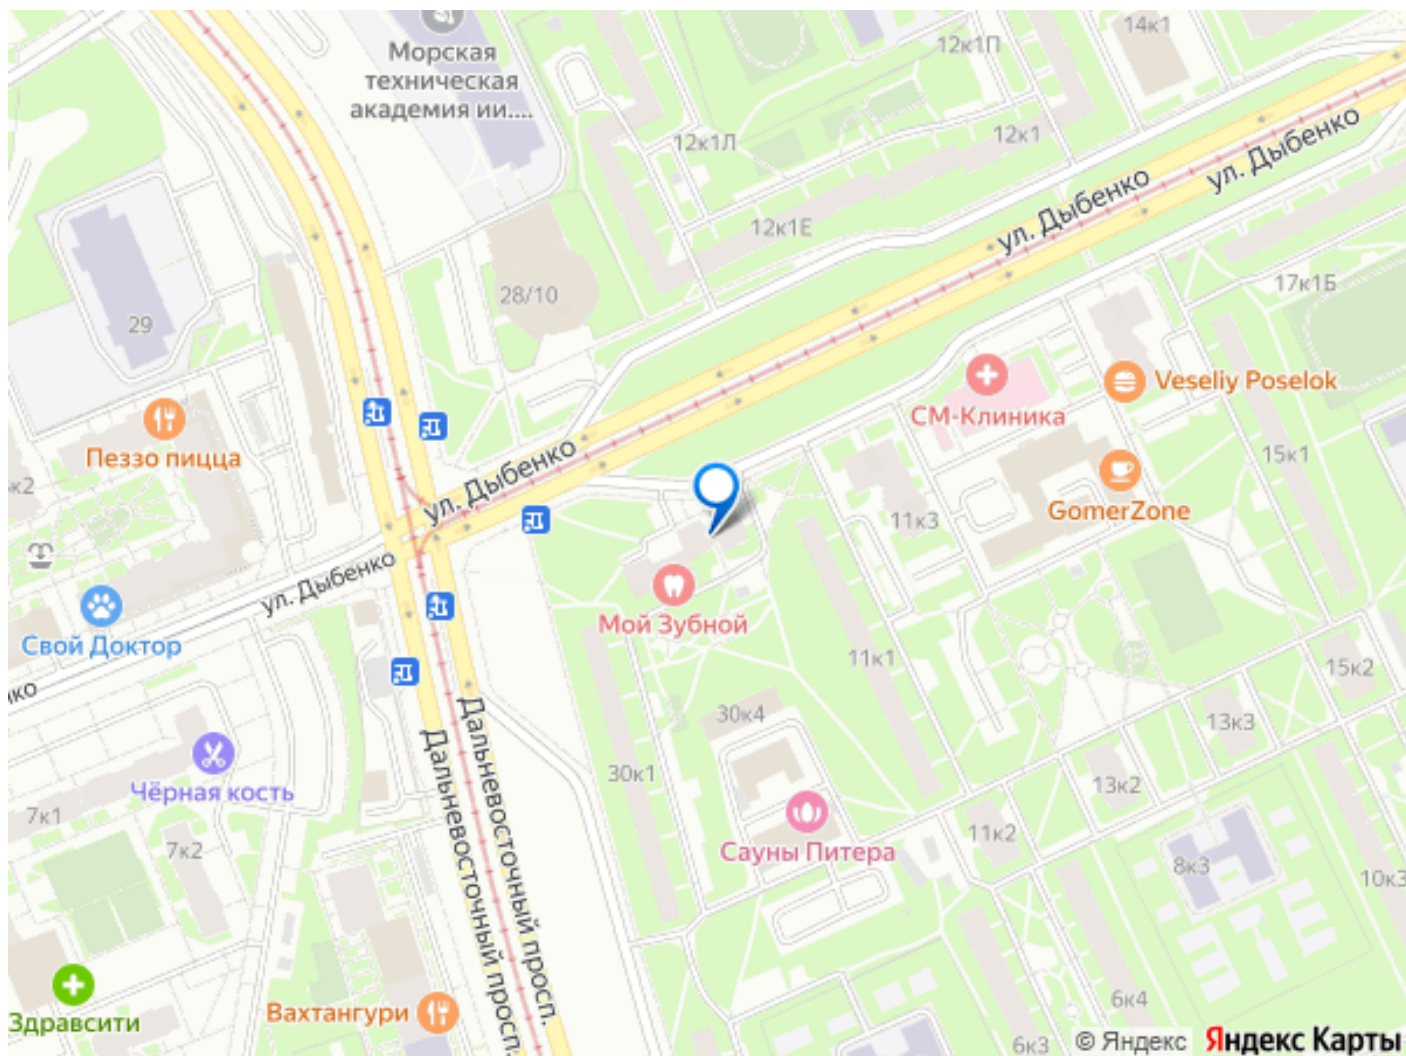 14к1
12к1П
Морская
техническая
академия ии....
12к1Л
12к1
ул. Дыбенко
ул. Дыбенко
12к1Е
17к1Б
28/10
29
Veseliy Poselok
СМ-Клиника
Пеззо пицца
15к1
к2
ул. Дыбенко
11к3
GomerZone
ул. Дыбенко
Мой Зубной
Свой Доктор
11к1
15к2
ко
30к4
13к3
Дальневосточный просп.
Дальневосточный просп.
30к1
Чёрная кость
13к2
7к1
11к2
7к2
Сауны Питера
8к3
10к3
6к4
Вахтангури
Здравсити
6к3
© Яндекс Яндекс Карты